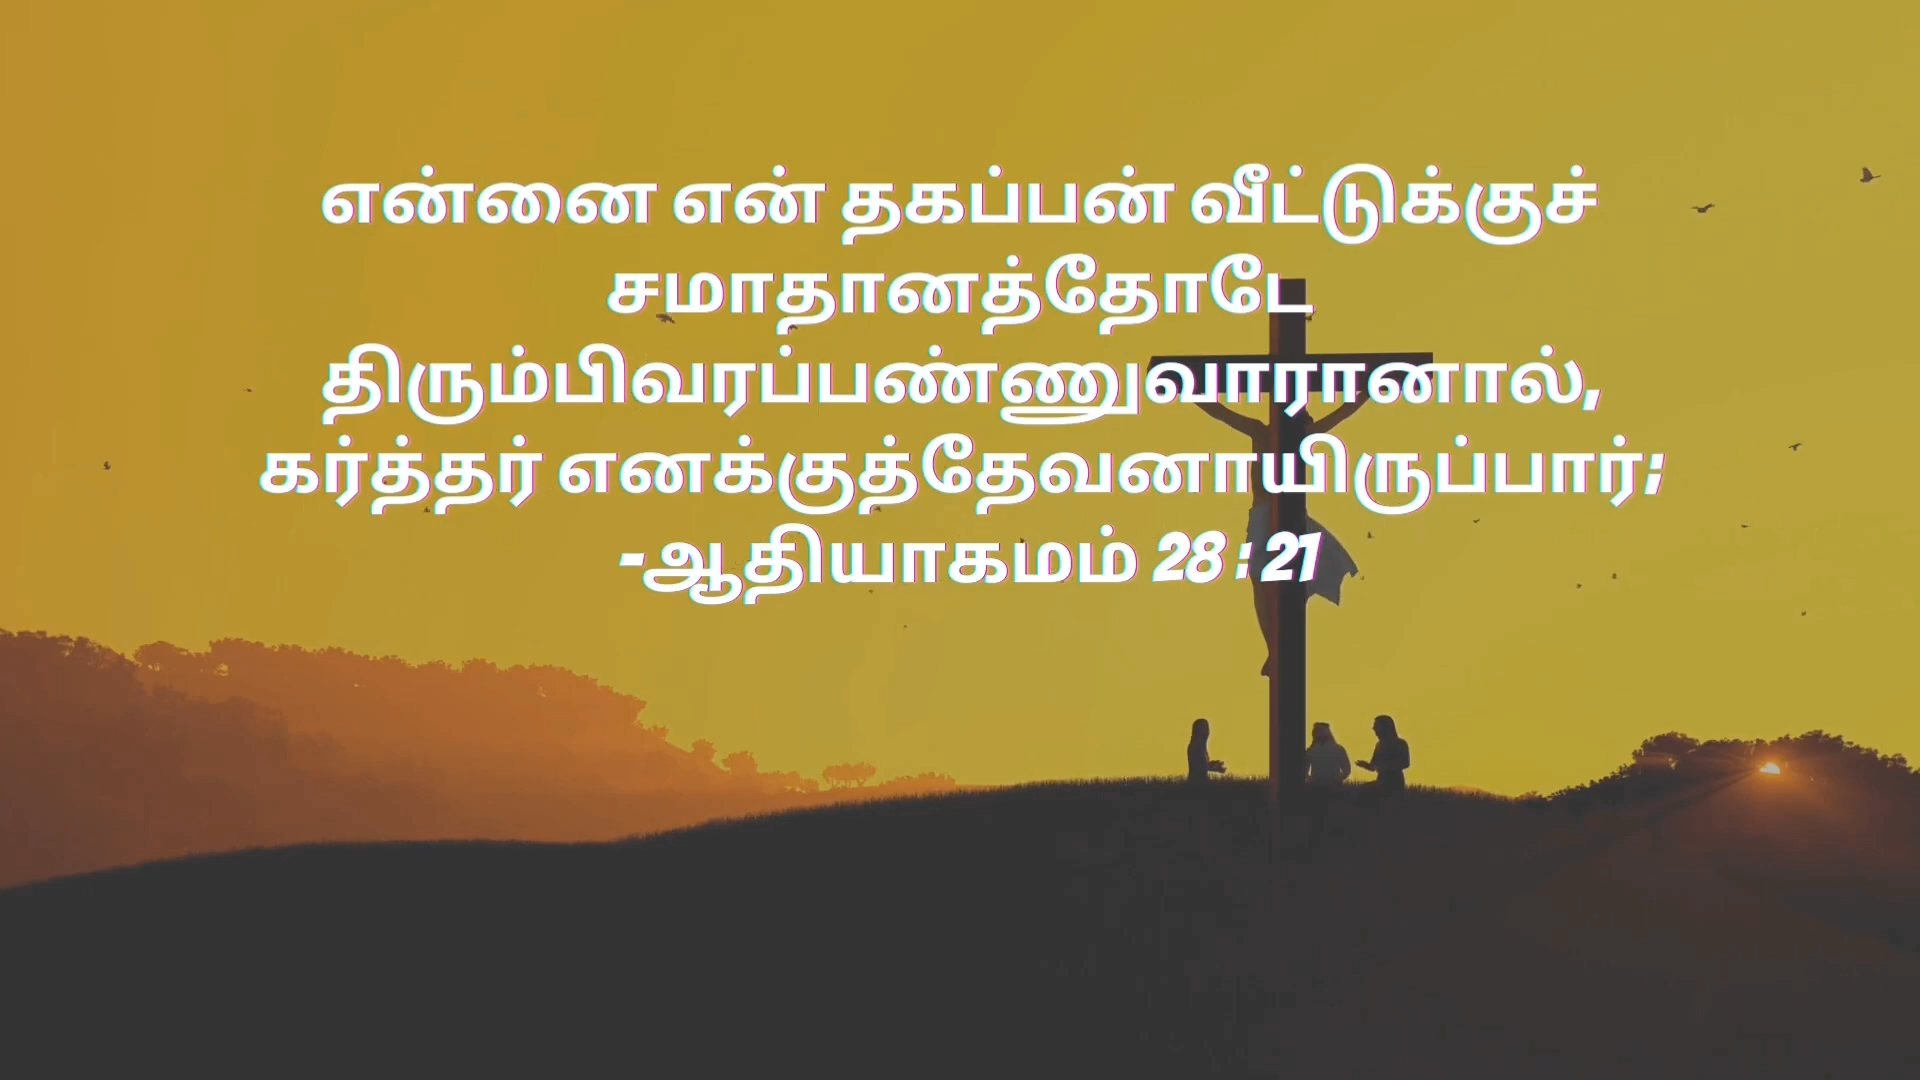 என்னை என் தகப்பன் வீட்டுக்குச்
சமாதானத்தோடே
திரும்பிவரப்பண்ணுவாரானால்,
கர்த்தர் எனக்குத்தேவனாயிருப்பார்;
-ஆதியாகமம் 28 : 21